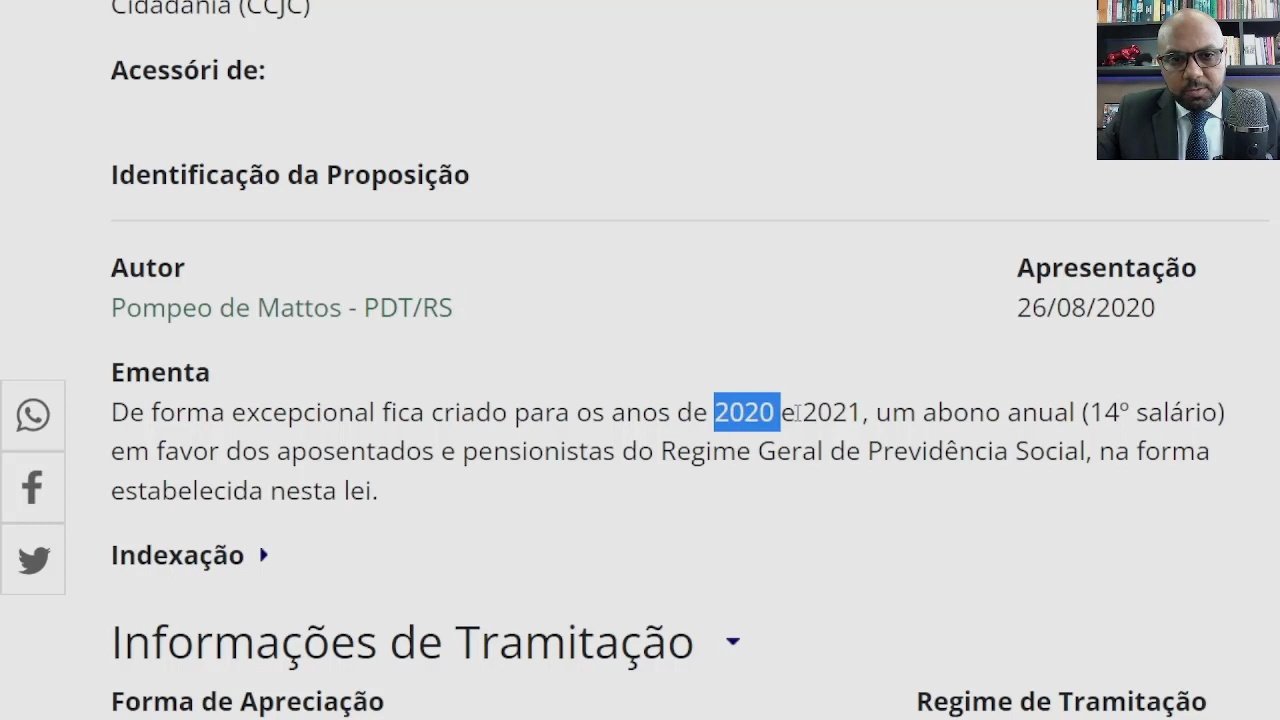 Cidadania (CCJC)
Acessóri de:
Identificação da Proposição
Autor
Apresentação
Pompeo de Mattos - PDT/RS
26/08/2020
Ementa
De forma excepcional fica criado para os anos de 2020 e 2021, um abono anual (14º salário)
em favor dos aposentados e pensionistas do Regime Geral de Previdência Social, na forma
estabelecida nesta lei.
Indexação
Informações de Tramitação
Forma de Apreciação
Regime de Tramitação